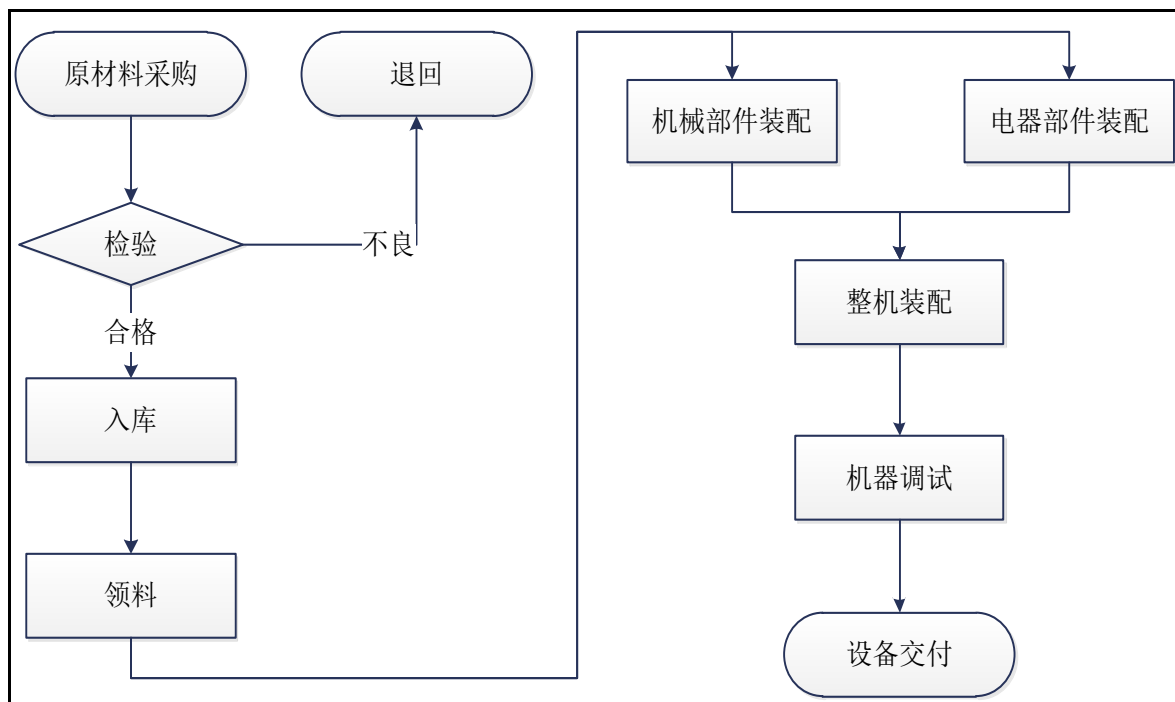 原材料采购
退回
检验
不良
合格
入库
领料
机械部件装配
电器部件装配
整机装配
机器调试
设备交付